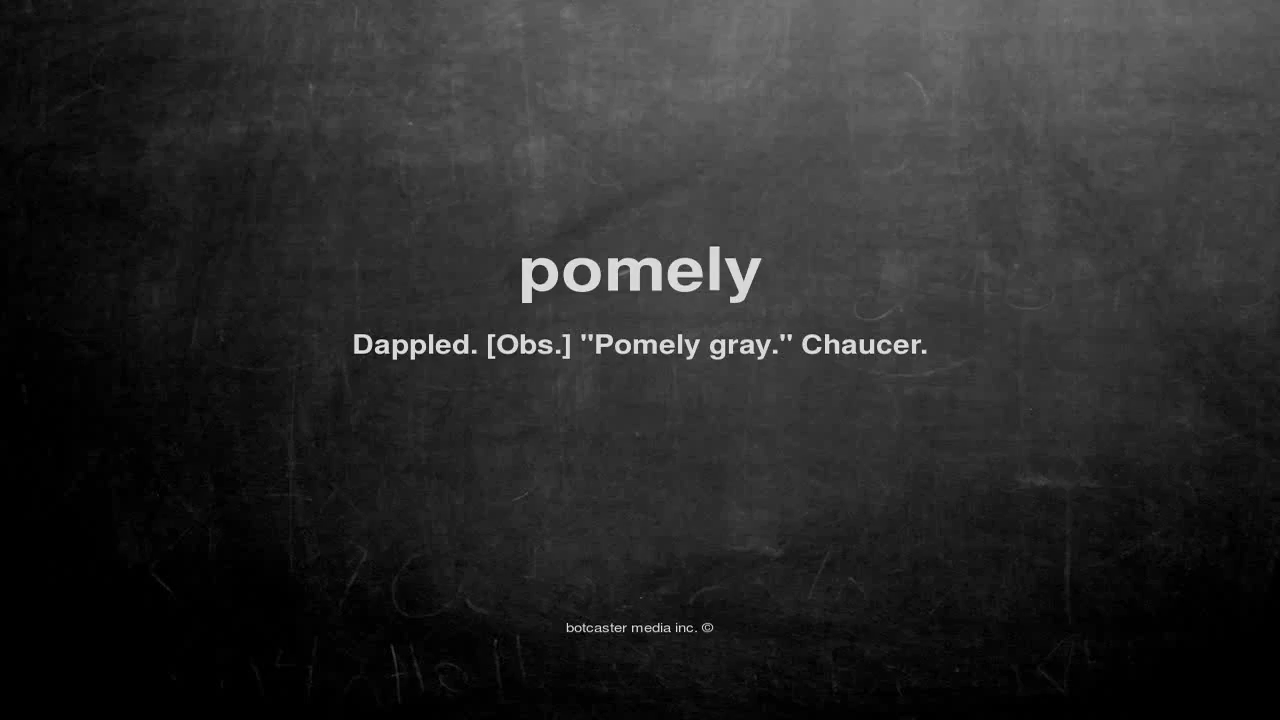 pomely
Dappled. [Obs.] "Pomely gray." Chaucer.
botcaster media inc. ©